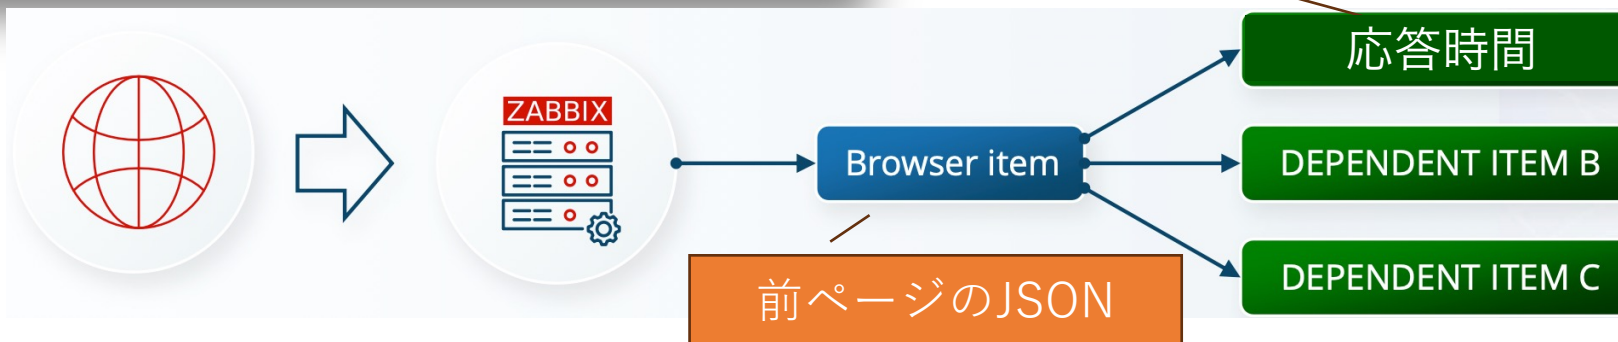 応答時間
ZABBIX
Browser item
DEPENDENT ITEM B
DEPENDENT ITEM C
前ページのJSON